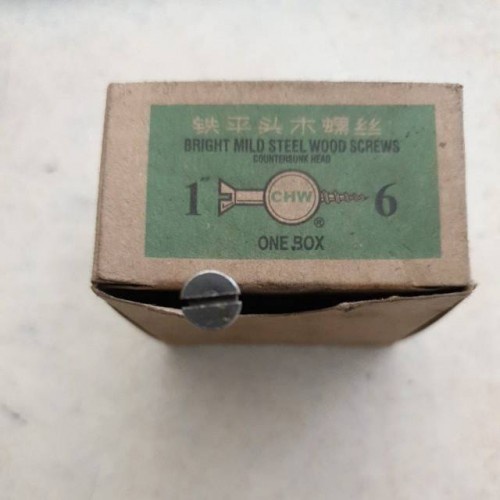 铁平头木螺丝
BRIGHT MILD STEEL WOOD SCREWS
COUNTERSUNK HEAD
1" CHW ® 6
ONE BOX